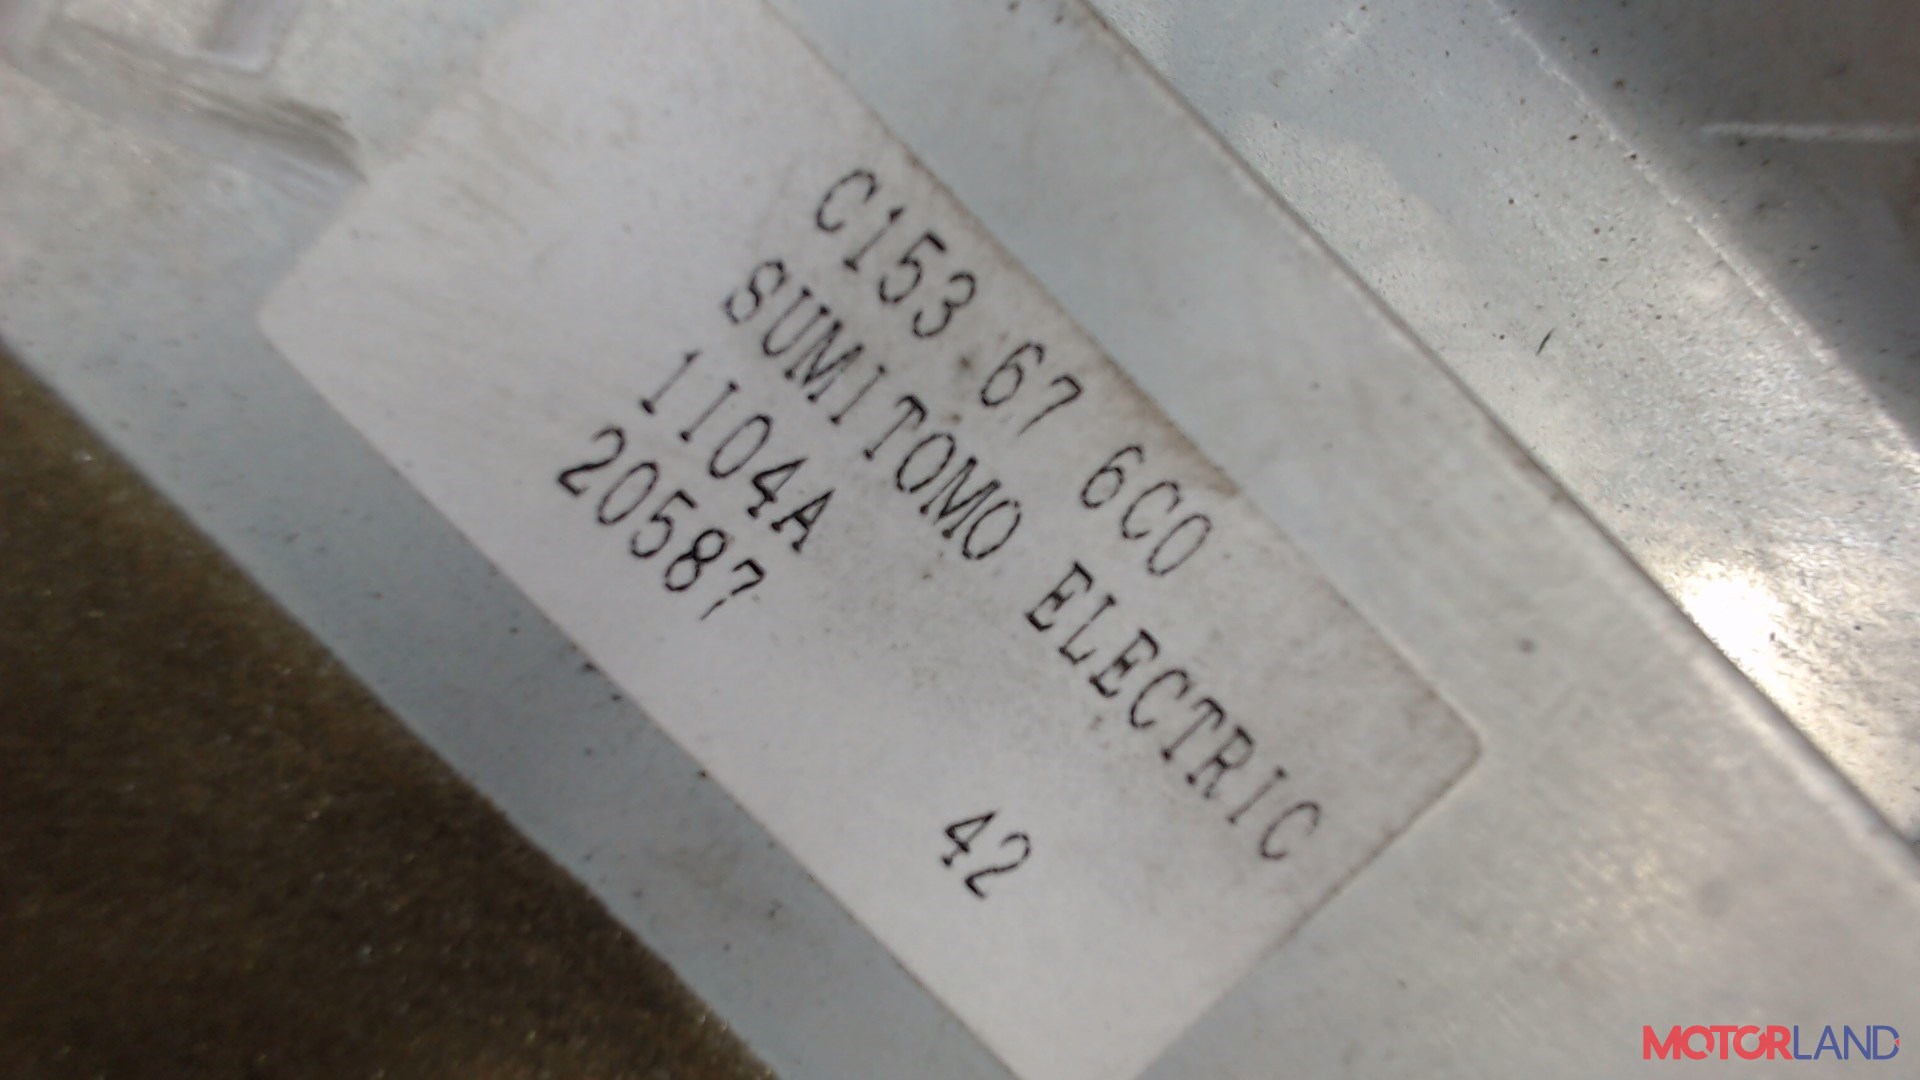 C153 67 6C0
SUMITOMO ELECTRIC
1I04A
20587
42
MOTORLAND